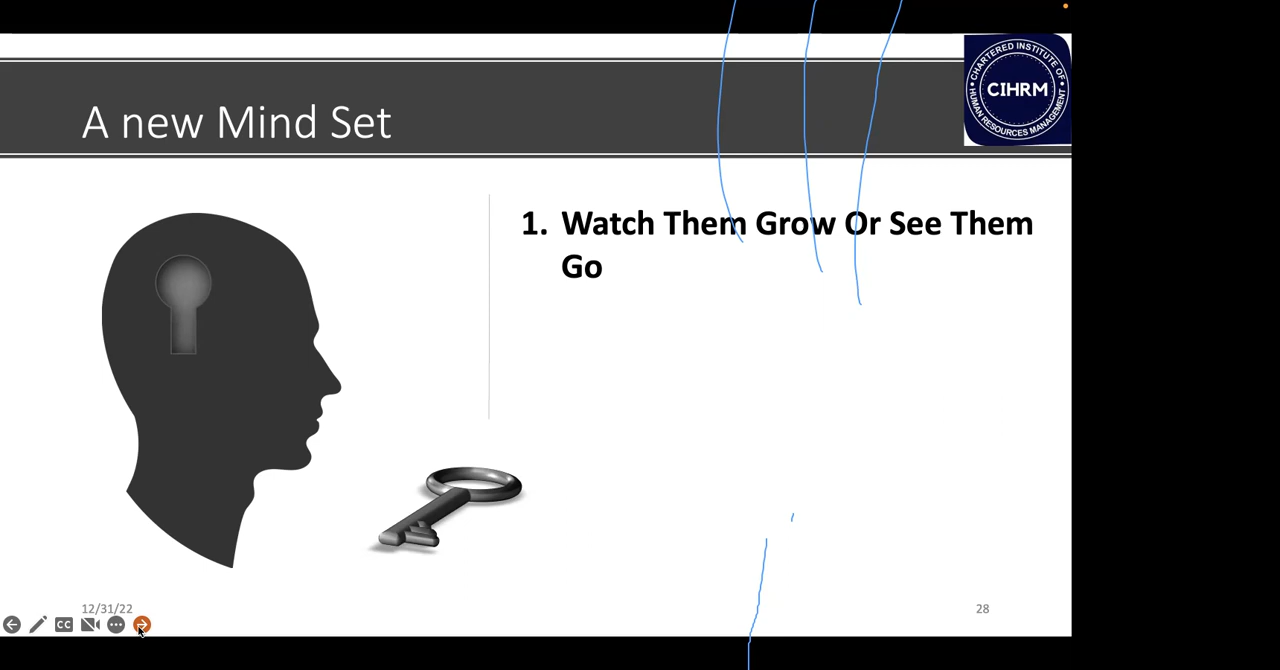 CHARTERED INSTITUTE OF
CIHRM
HUMAN RESOURCES MANAGEMENT
A new Mind Set
1. Watch Them Grow Or See Them
Go
12/31/22
28
CC